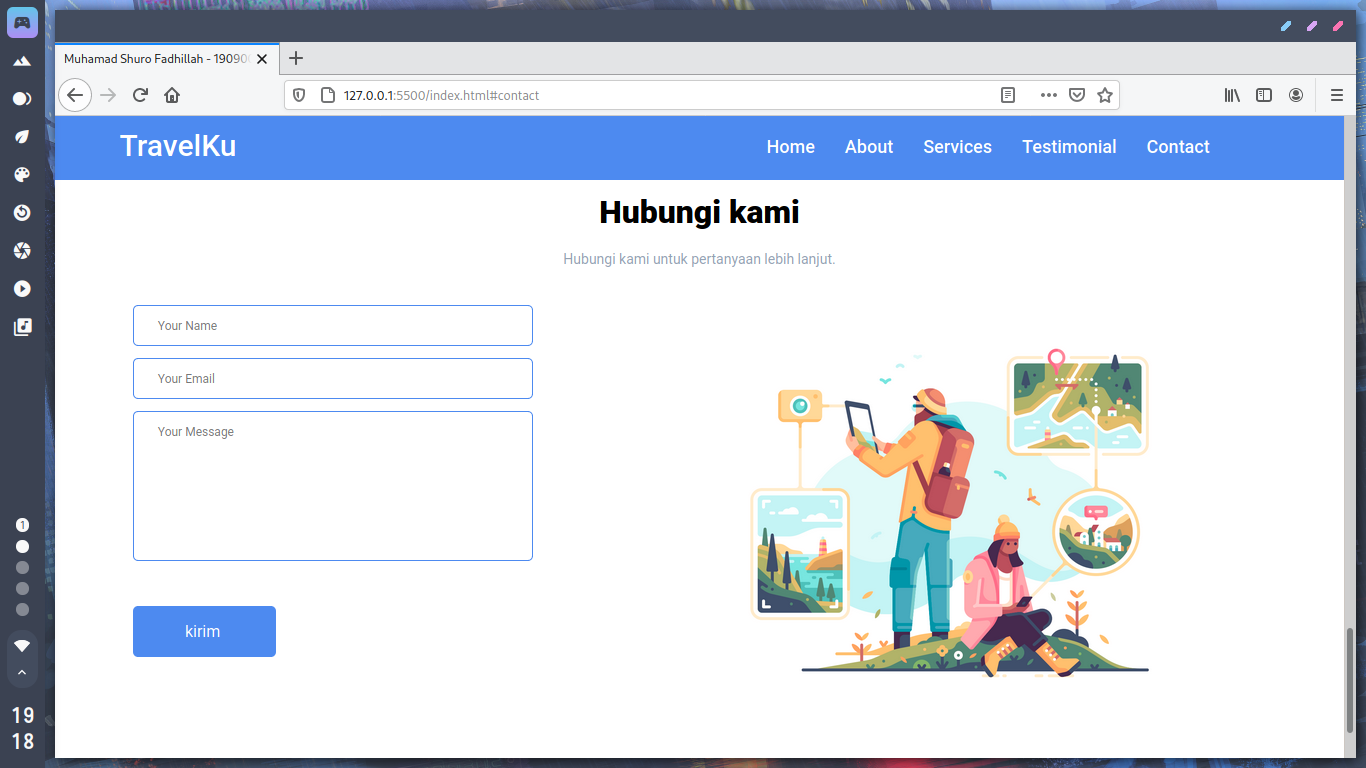 Muhamad Shuro Fadhillah - 19090
127.0.0.1:5500/index.html#contact
TravelKu
Home About Services Testimonial Contact
Hubungi kami
Hubungi kami untuk pertanyaan lebih lanjut.
Your Name
Your Email
Your Message
kirim
1
19
18